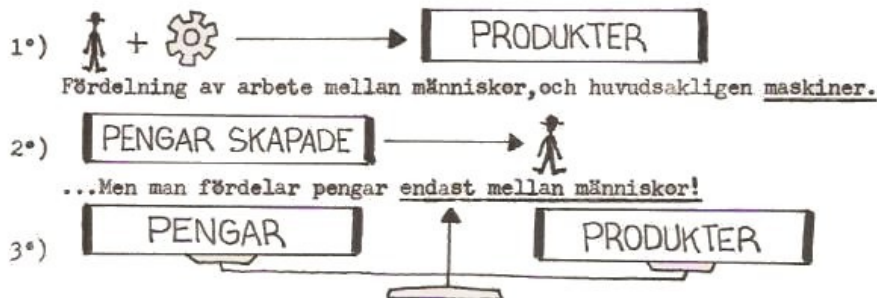 1°) + PRODUKTER
Fördelning av arbete mellan människor,och huvudsakligen maskiner.
2°) PENGAR SKAPADE
...Men man fördelar pengar endast mellan människor!
3°) PENGAR PRODUKTER